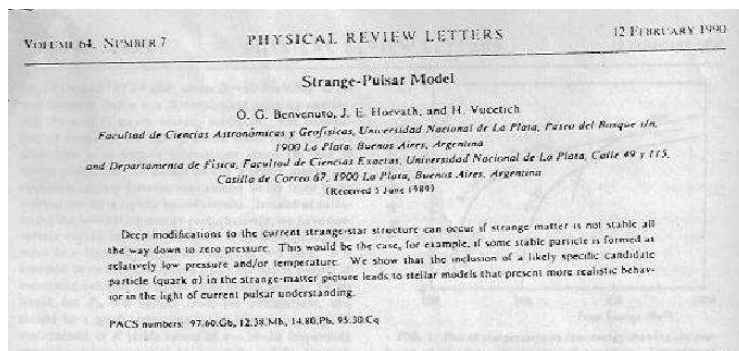 VOLUME 64, NUMBER 7 PHYSICAL REVIEW LETTERS 12 FEBRUARY 1990
Strange-Pulsar Model
O. G. Benvenuto, J. E. Horvath, and H. Vucetich
Facultad de Ciencias Astronómicas y Geofísicas, Universidad Nacional de La Plata, Paseo del Bosque s/n,
1900 La Plata, Buenos Aires, Argentina
and Departamento de Física, Facultad de Ciencias Exactas, Universidad Nacional de La Plata, Calle 49 y 115,
Casilla de Correo 67, 1900 La Plata, Buenos Aires, Argentina
(Received 5 June 1989)
Deep modifications to the current strange-star structure can occur if strange matter is not stable all
the way down to zero pressure. This would be the case, for example, if some stable particle is formed at
relatively low pressure and/or temperature. We show that the inclusion of a likely specific candidate
particle (quark α) in the strange-matter picture leads to stellar models that present more realistic behav-
ior in the light of current pulsar understanding.
PACS numbers: 97.60.Gb, 12.38.Mh, 14.80.Pb, 95.30.Cq